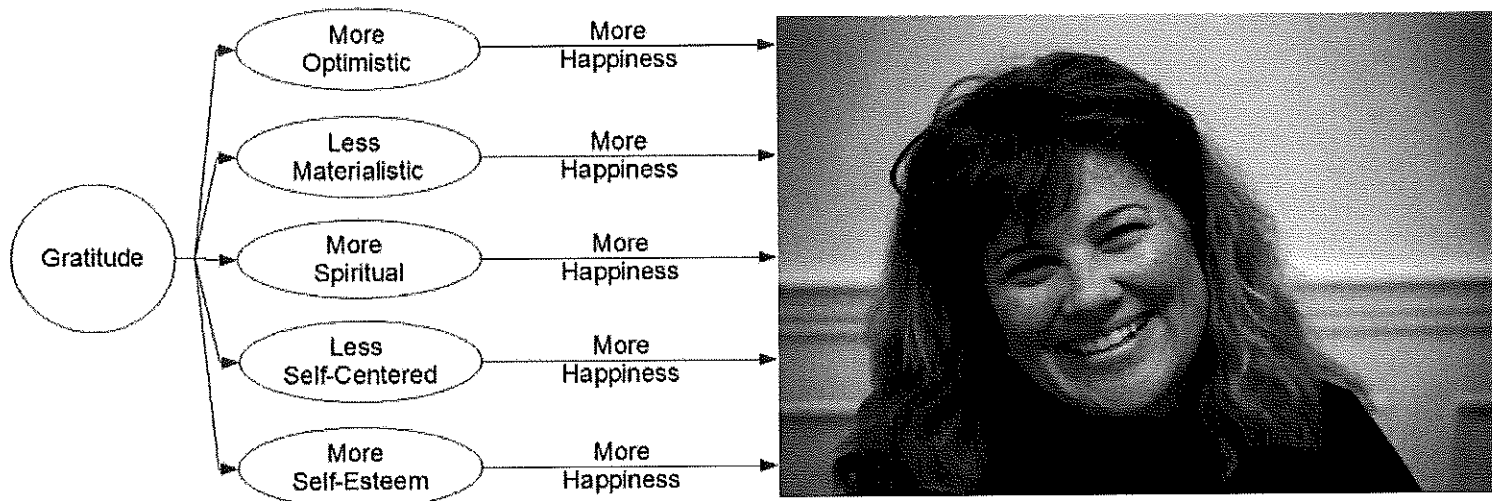 More
Optimistic
More
Happiness
Less
Materialistic
More
Happiness
Gratitude
More
Spiritual
More
Happiness
Less
Self-Centered
More
Happiness
More
Self-Esteem
More
Happiness